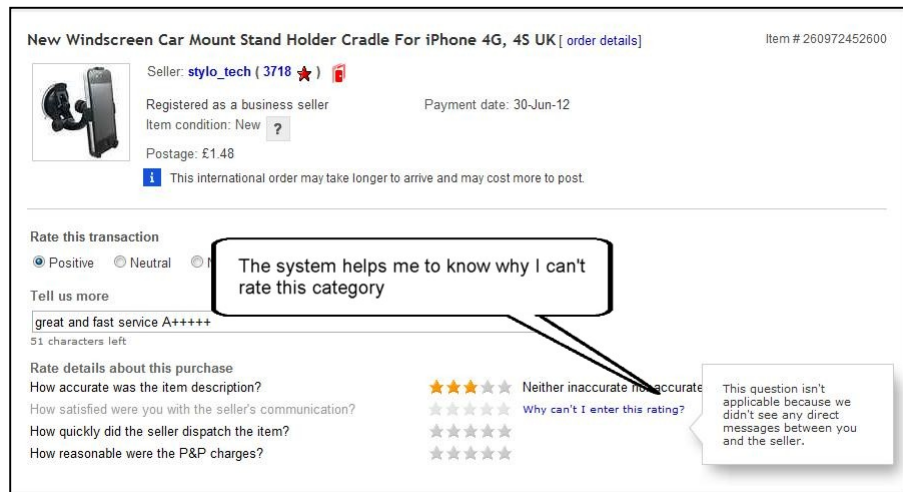 New Windscreen Car Mount Stand Holder Cradle For iPhone 4G, 4S UK [ order details]
Item # 260972452600
Seller: stylo_tech ( 3718 )
Registered as a business seller
Payment date: 30-Jun-12
Item condition: New ?
Postage: £1.48
i This international order may take longer to arrive and may cost more to post.
Rate this transaction
Positive Neutral
The system helps me to know why I can't
rate this category
Tell us more
great and fast service A+++++
51 characters left
Rate details about this purchase
How accurate was the item description?
Neither inaccurate nor accurate
How satisfied were you with the seller's communication?
Why can't I enter this rating?
How quickly did the seller dispatch the item?
How reasonable were the P&P charges?
This question isn't
applicable because we
didn't see any direct
messages between you
and the seller.